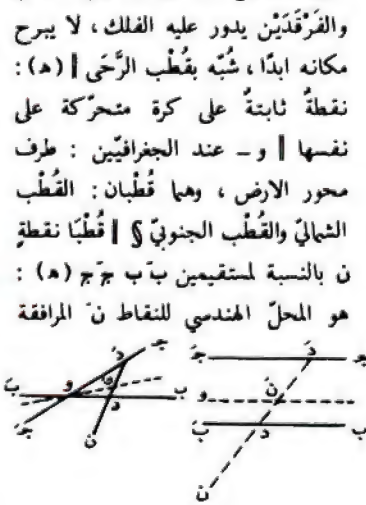 والفَرْقَدَيْن يدور عليه الفلك ، لا يبرح
مكانه ابدًا ، شُبّه بقُطْب الرَّحَى ‖ (ه) :
نقطةٌ ثابتةٌ على كرة متحرّكة على
نفسها ‖ و ـ عند الجغرافيّين : طرف
محور الارض ، وهما قُطْبان : القُطْب
الشماليّ والقُطْب الجنوبيّ § ‖ قُطْبَا نقطةٍ
ن بالنسبة لمستقيمين بَ ب جَ ج (ه) :
هو المحلّ الهندسي للنقاط نَ المرافقة
جـ دَ جَـ
جـ دَ
و نَ
بَ و ب
د
بَ د ب
جَـ ن
ن